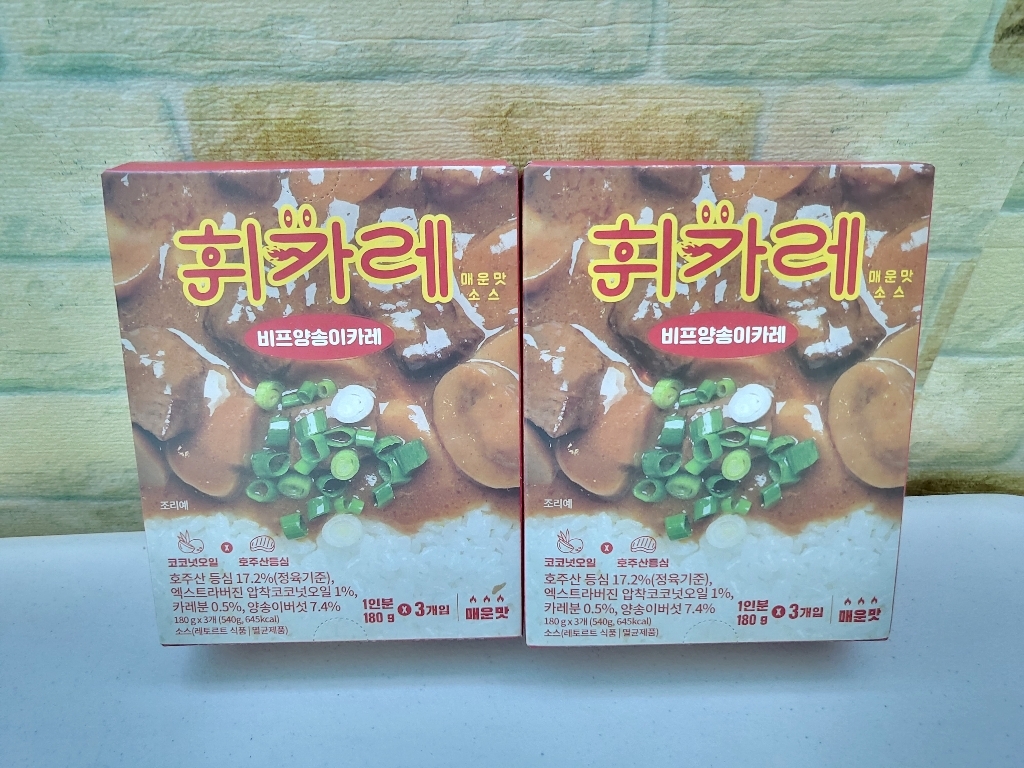 휘카레
매운맛
소스
비프양송이카레
조리예
코코넛오일 x 호주산등심
호주산 등심 17.2%(정육기준),
엑스트라버진 압착코코넛오일 1%,
카레분 0.5%, 양송이버섯 7.4%
180 g x 3개 (540g, 645kcal)
소스(레토르트 식품 | 멸균제품)
1인분
180 g x 3개입
매운맛
휘카레
매운맛
소스
비프양송이카레
조리예
코코넛오일 x 호주산등심
호주산 등심 17.2%(정육기준),
엑스트라버진 압착코코넛오일 1%,
카레분 0.5%, 양송이버섯 7.4%
180 g x 3개 (540g, 645kcal)
소스(레토르트 식품 | 멸균제품)
1인분
180 g x 3개입
매운맛